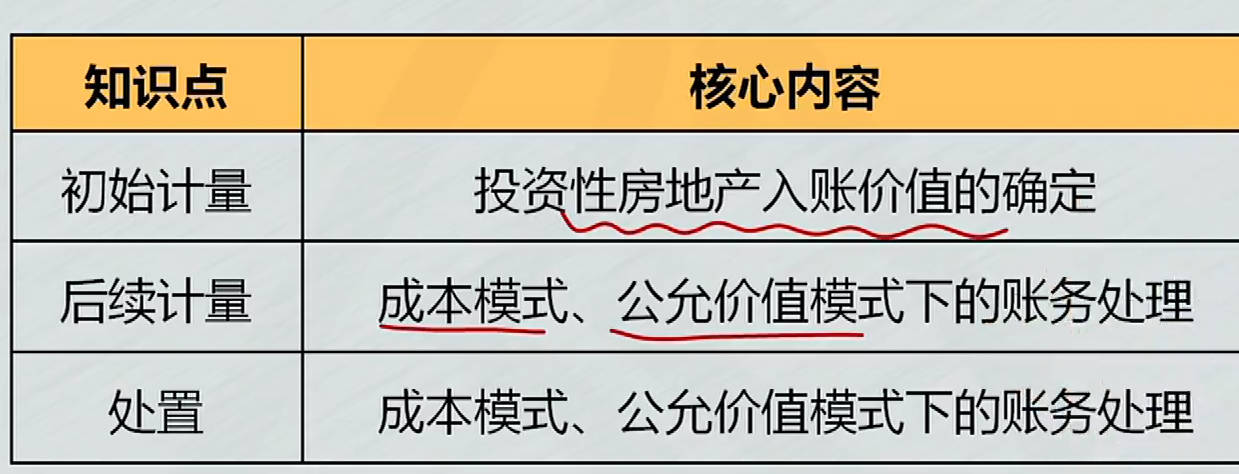 知识点 核心内容
初始计量 投资性房地产入账价值的确定
后续计量 成本模式、公允价值模式下的账务处理
处置 成本模式、公允价值模式下的账务处理